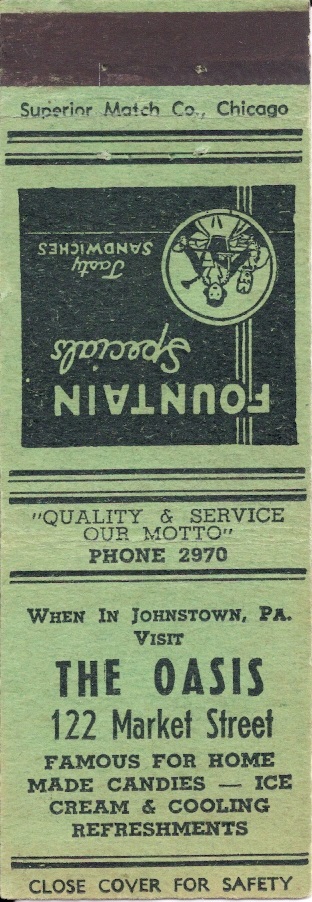 Superior Match Co., Chicago
FOUNTAIN
Specials
Tasty
SANDWICHES
"QUALITY & SERVICE
OUR MOTTO"
PHONE 2970
WHEN IN JOHNSTOWN, PA.
VISIT
THE OASIS
122 Market Street
FAMOUS FOR HOME
MADE CANDIES — ICE
CREAM & COOLING
REFRESHMENTS
CLOSE COVER FOR SAFETY